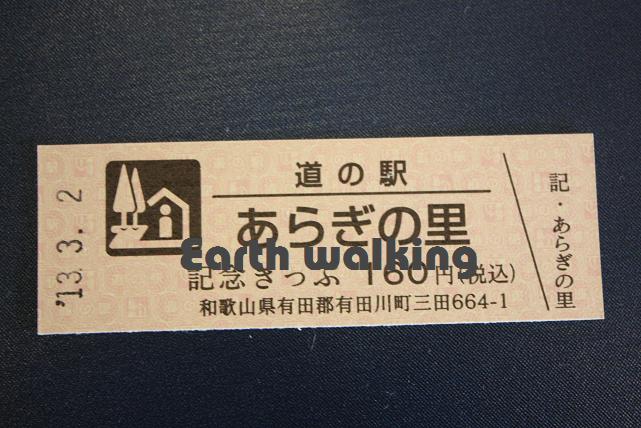 '13.3.2
道の駅
あらぎの里
Earth walking
記念きっぷ 160円(税込)
和歌山県有田郡有田川町三田664-1
記・あらぎの里